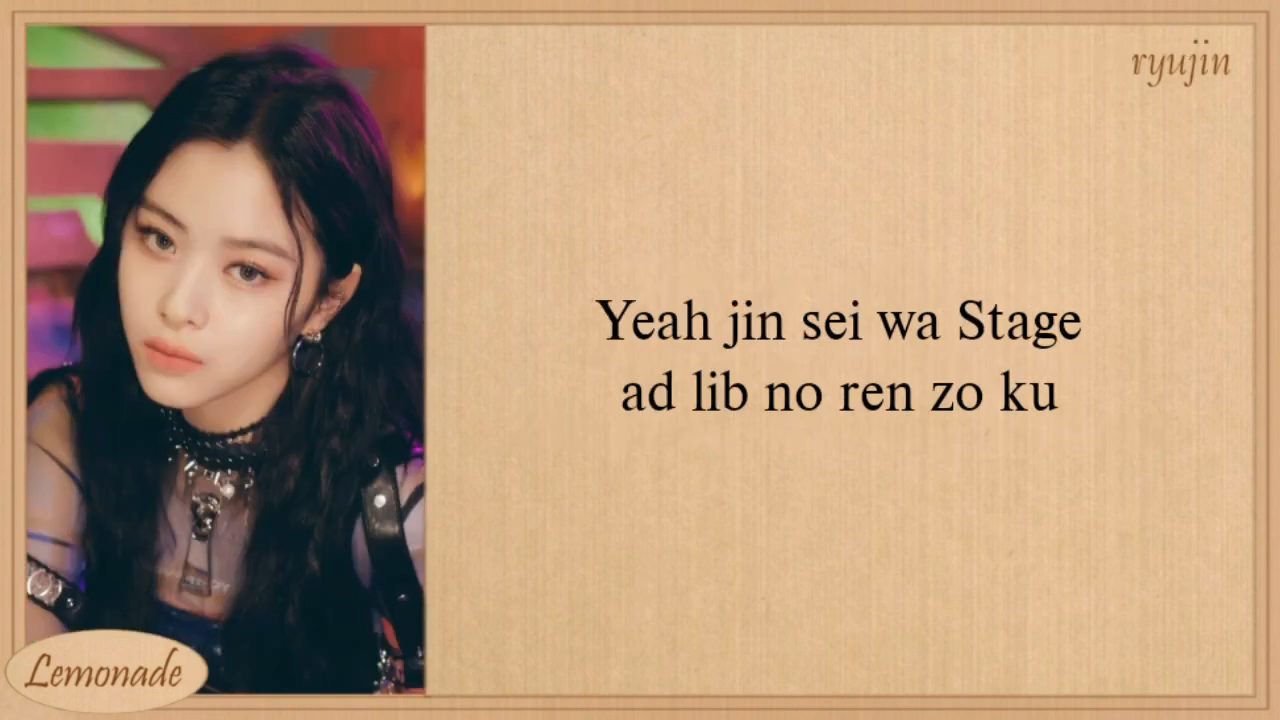 ryujin
Yeah jin sei wa Stage
ad lib no ren zo ku
Lemonade